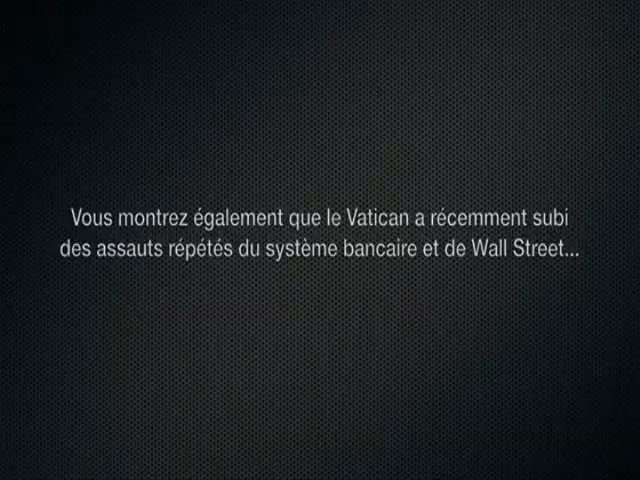 Vous montrez également que le Vatican a récemment subi
des assauts répétés du système bancaire et de Wall Street...